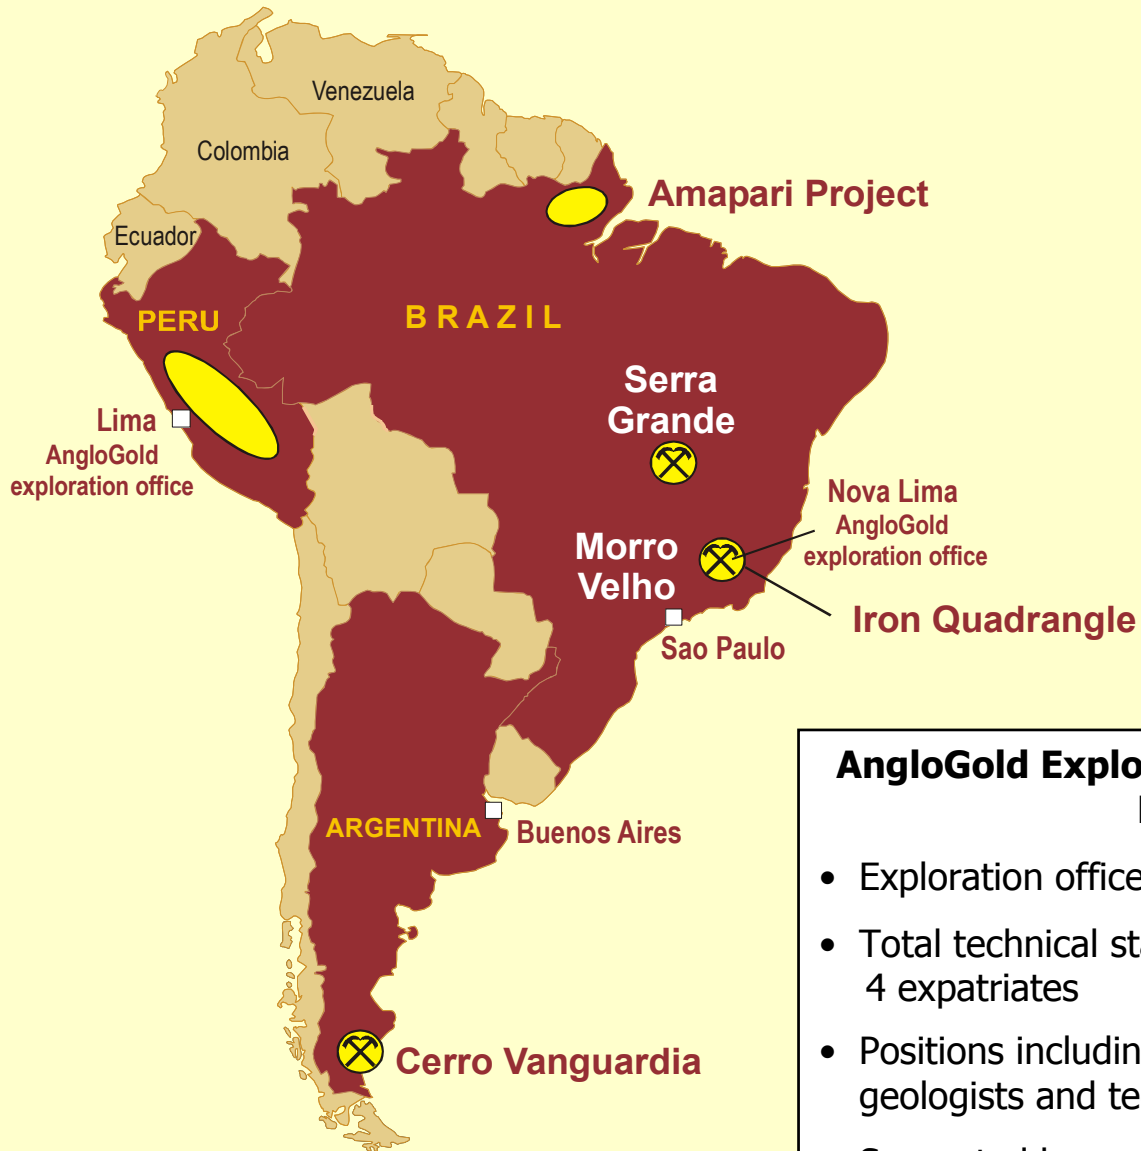 Venezuela
Colombia
Ecuador
Amapari Project
PERU
BRAZIL
Serra
Grande
Lima
AngloGold
exploration office
Nova Lima
AngloGold
exploration office
Morro
Velho
Iron Quadrangle
Sao Paulo
ARGENTINA
Buenos Aires
Cerro Vanguardia
AngloGold Explo
• Exploration office
• Total technical sta
4 expatriates
• Positions includin
geologists and te